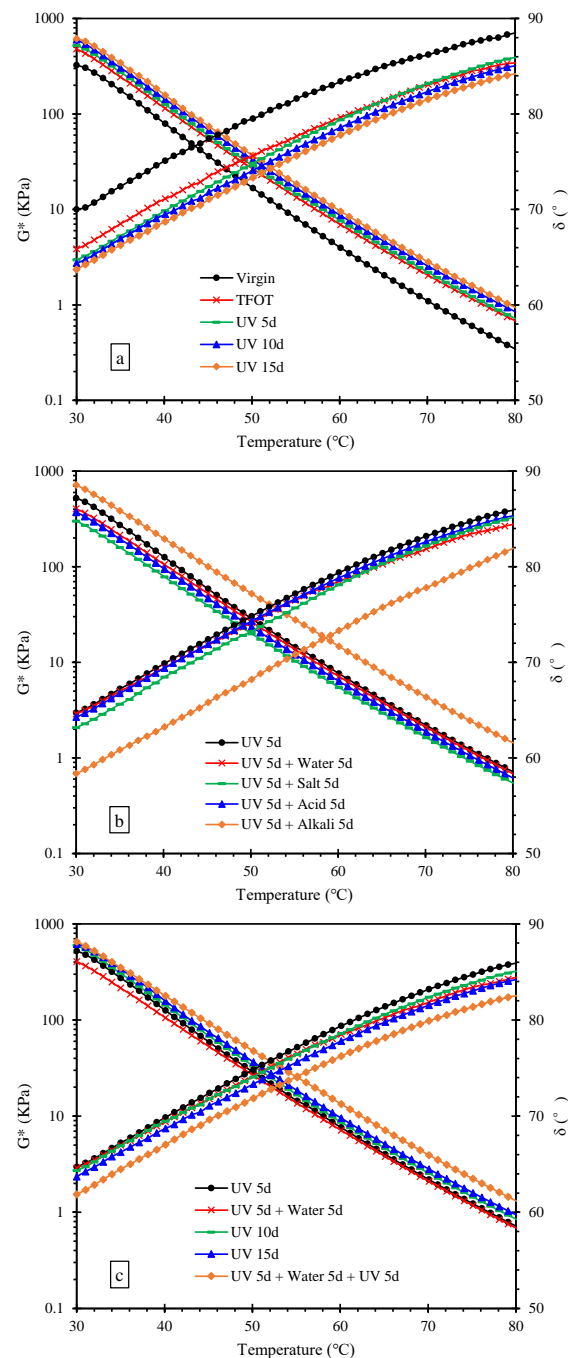 1000
100
10
1
0.1
G* (KPa)
90
80
70
60
50
δ (°)
Virgin
TFOT
UV 5d
UV 10d
UV 15d
a
30 40 50 60 70 80
Temperature (℃)
1000
100
10
1
0.1
G* (KPa)
90
80
70
60
50
δ (°)
UV 5d
UV 5d + Water 5d
UV 5d + Salt 5d
UV 5d + Acid 5d
UV 5d + Alkali 5d
b
30 40 50 60 70 80
Temperature (℃)
1000
100
10
1
0.1
G* (KPa)
90
80
70
60
50
δ (°)
UV 5d
UV 5d + Water 5d
UV 10d
UV 15d
UV 5d + Water 5d + UV 5d
c
30 40 50 60 70 80
Temperature (℃)